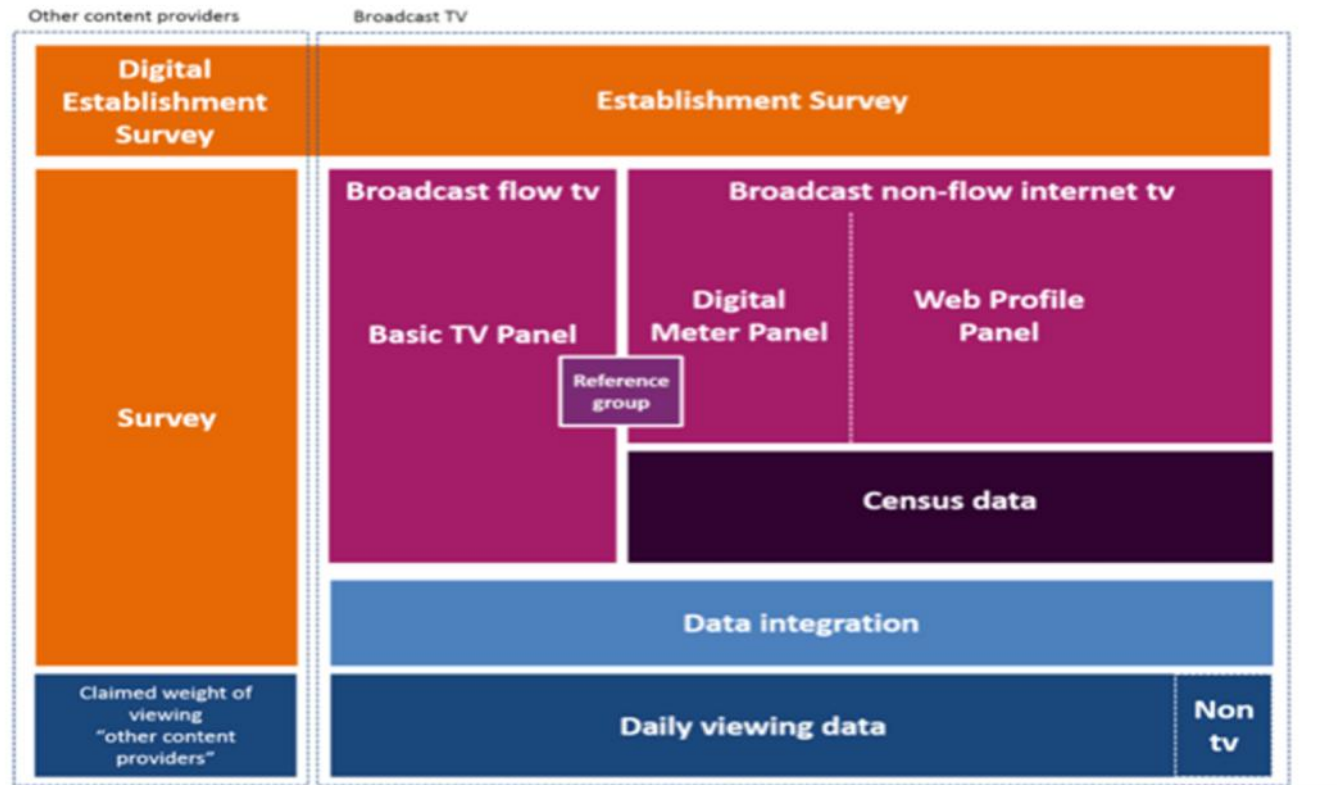 Other content providers
Broadcast TV
Digital
Establishment
Survey
Establishment Survey
Survey
Broadcast flow tv
Basic TV Panel
Broadcast non-flow internet tv
Digital
Meter Panel
Web Profile
Panel
Reference
group
Census data
Data integration
Claimed weight of
viewing
“other content
providers”
Daily viewing data
Non
tv